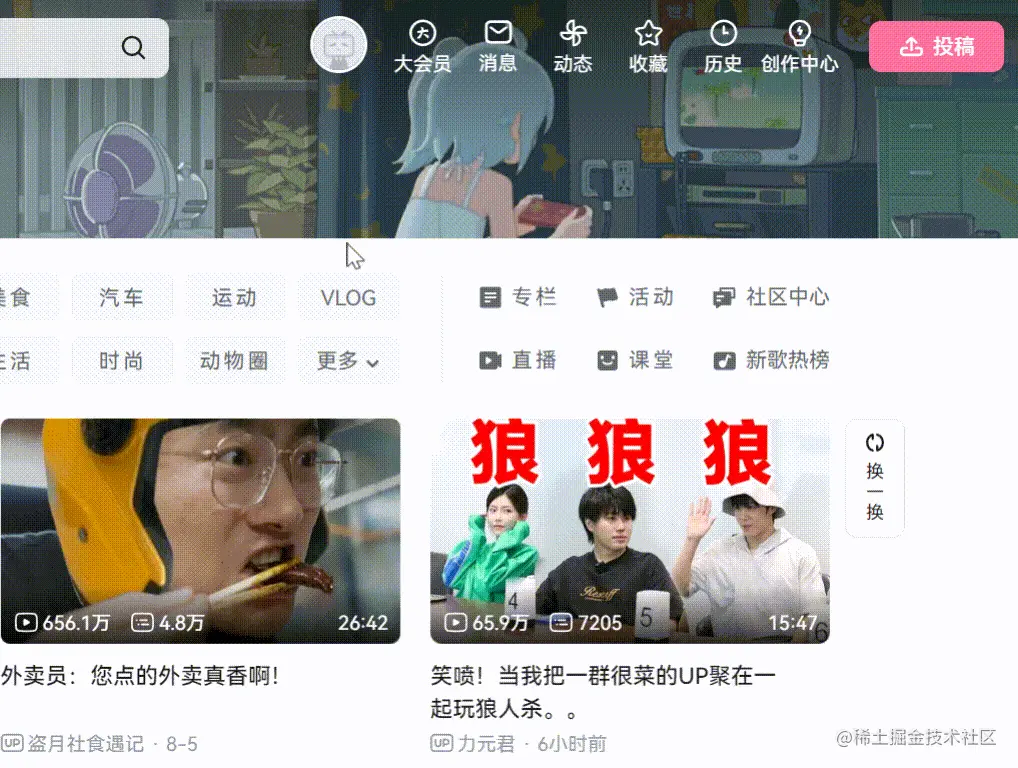 大会员 消息 动态 收藏 历史 创作中心 投稿
美食 汽车 运动 VLOG 专栏 活动 社区中心
生活 时尚 动物圈 更多 直播 课堂 新歌热榜
狼 狼 狼
换一换
4 5 6
656.1万 4.8万 26:42
65.9万 7205 15:47
外卖员：您点的外卖真香啊！
UP 盗月社食遇记 · 8-5
笑喷！当我把一群很菜的UP聚在一
起玩狼人杀。。
UP 力元君 · 6小时前
@稀土掘金技术社区